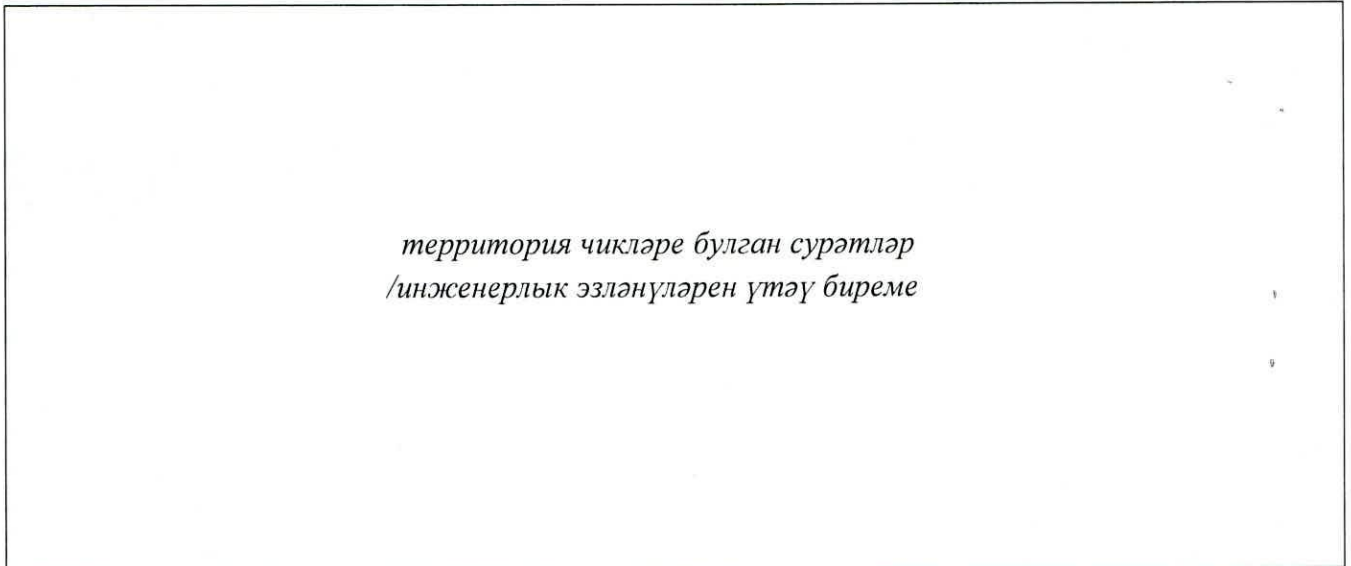 территория чикләре булган сурәтләр
/инженерлык эзләнүләрен үтәү биреме